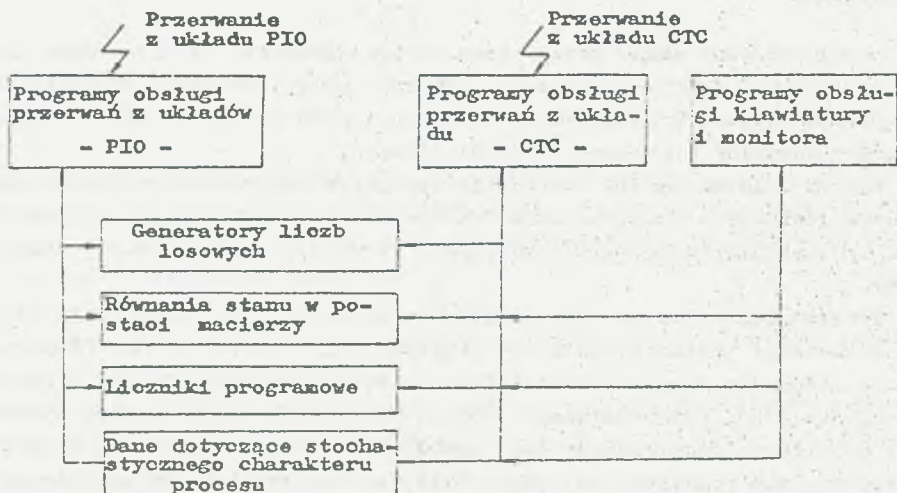 Przerwanie
z układu PIO
Przerwanie
z układu CTC
Programy obsługi
przerwań z układów
- PIO -
Programy obsługi
przerwań z ukła-
du
- CTC -
Programy obsłu-
gi klawiatury
i monitora
Generatory liczb
losowych
Równania stanu w po-
staci macierzy
Liczniki programowe
Dane dotyczące stocha-
stycznego charakteru
procesu